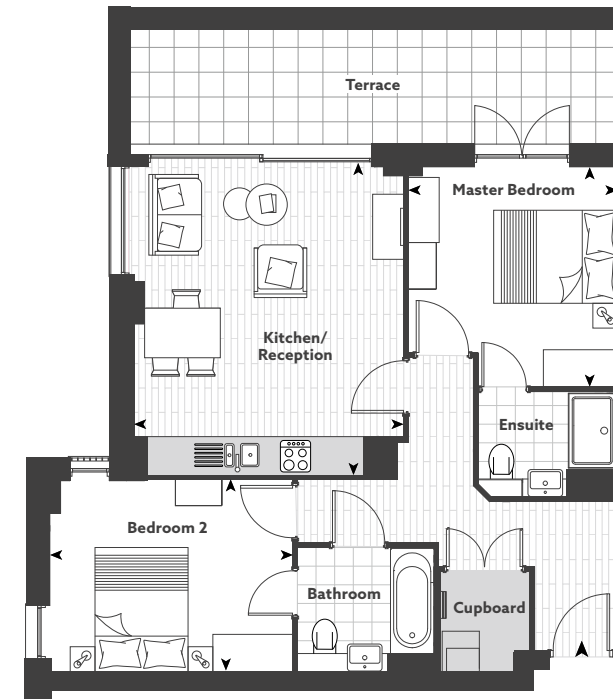 Terrace
Master Bedroom
Kitchen/
Reception
Ensuite
Bedroom 2
Bathroom
Cupboard